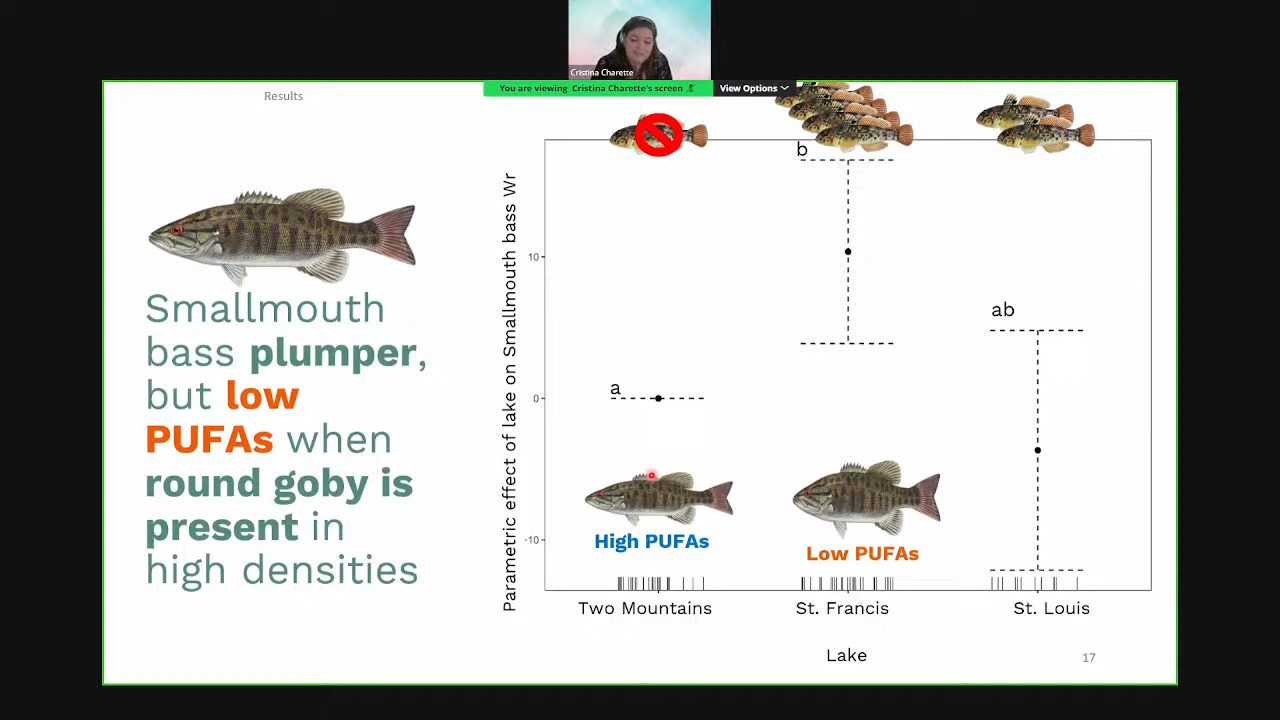 Cristina Charette
You are viewing Cristina Charette's screen
View Options
Results
Smallmouth
bass plumper,
but low
PUFAs when
round goby is
present in
high densities
Parametric effect of lake on Smallmouth bass Wr
10
0
-10
a
b
ab
High PUFAs
Low PUFAs
Two Mountains
St. Francis
St. Louis
Lake
17